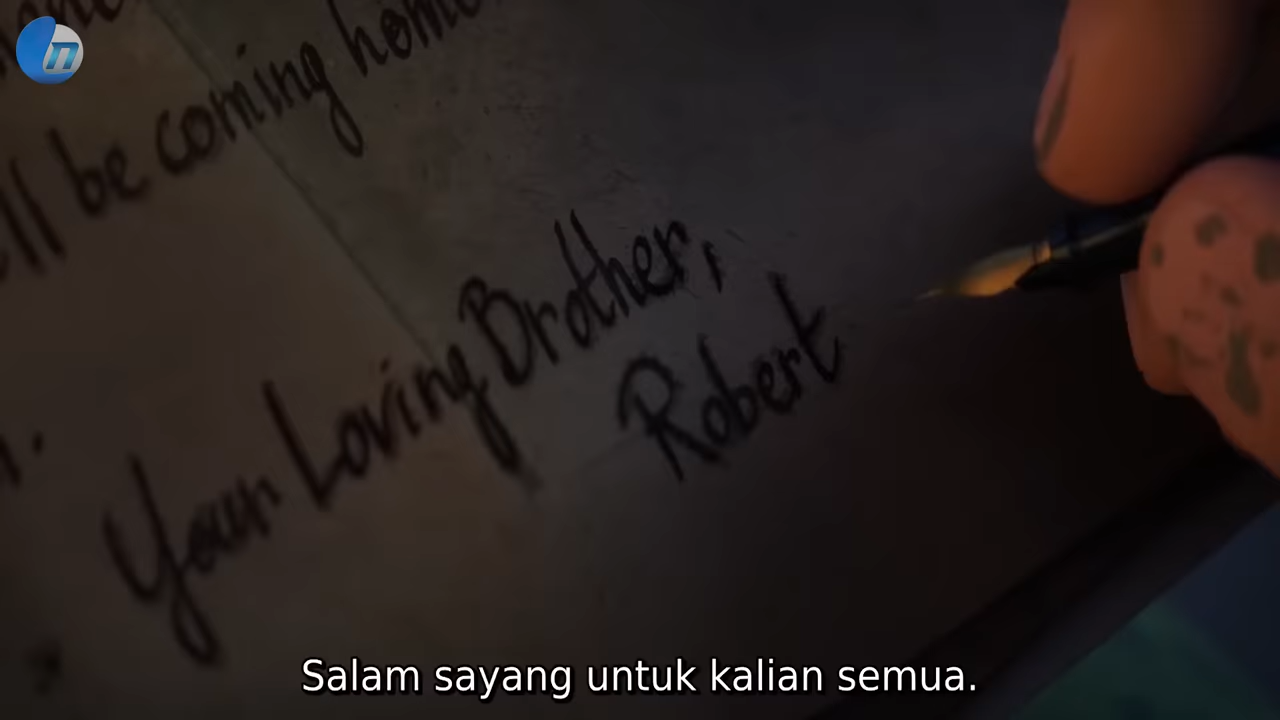 ll be coming home
Your Loving Brother,
Robert
Salam sayang untuk kalian semua.